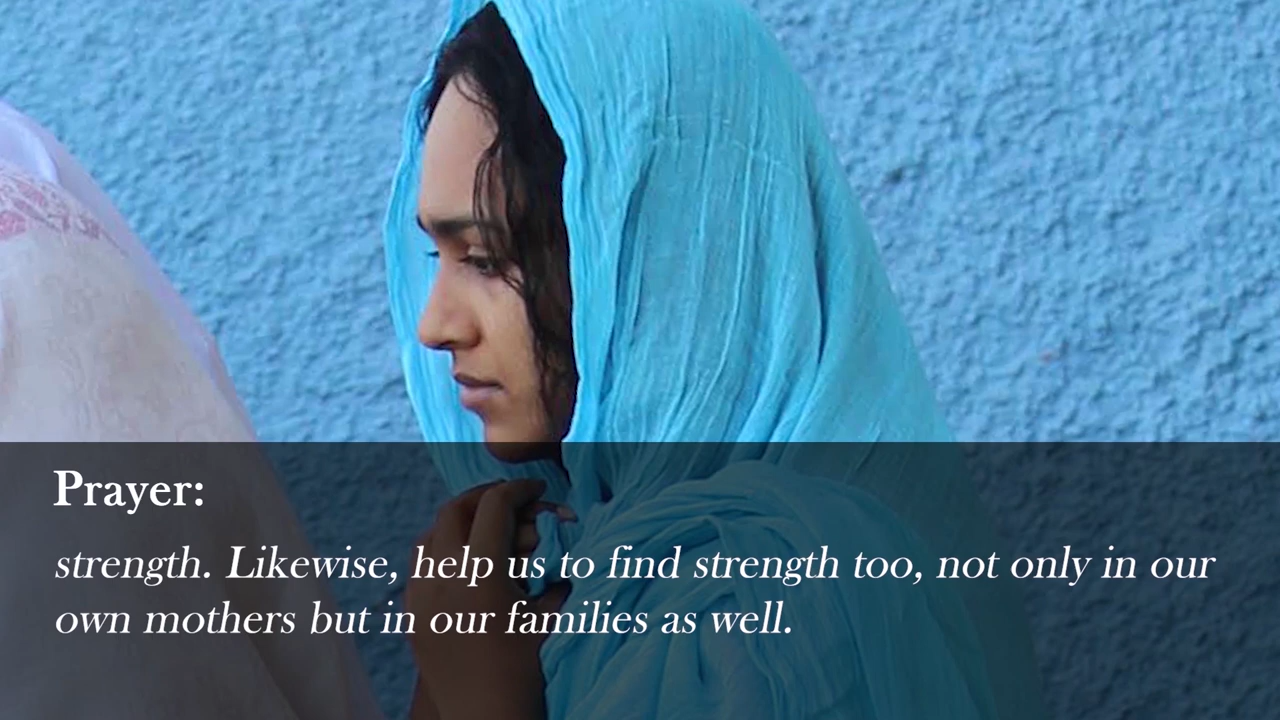 Prayer:
strength. Likewise, help us to find strength too, not only in our
own mothers but in our families as well.